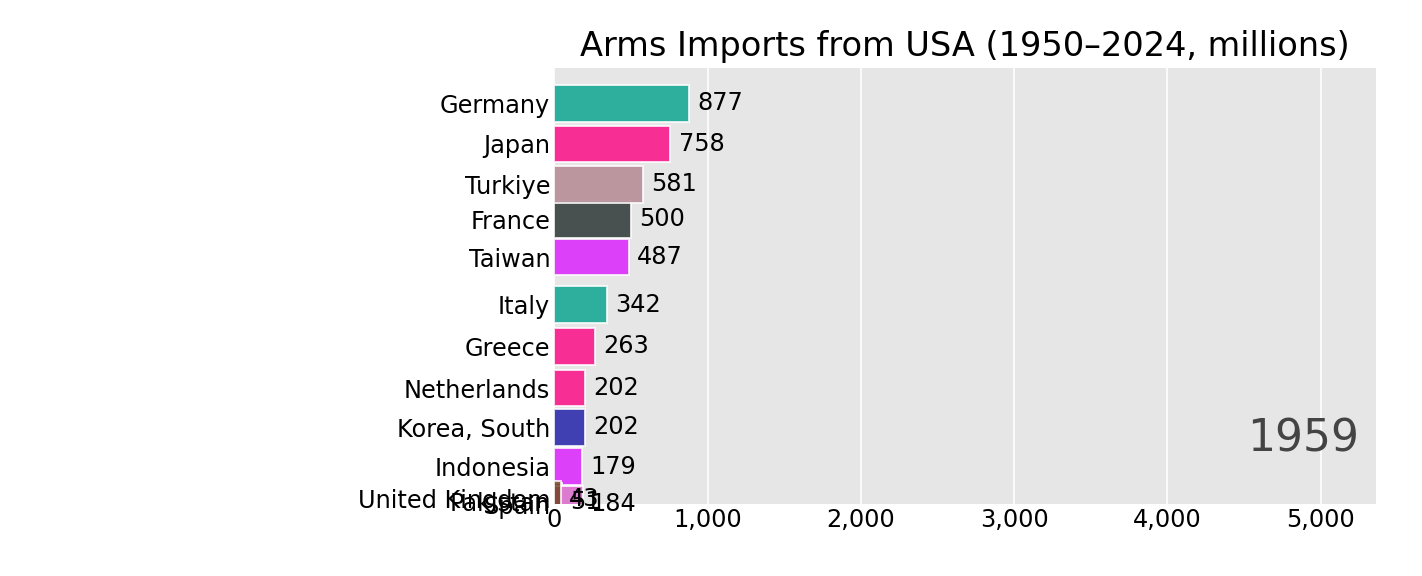 Arms Imports from USA (1950–2024, millions)
Germany 877
Japan 758
Turkiye 581
France 500
Taiwan 487
Italy 342
Greece 263
Netherlands 202
Korea, South 202
Indonesia 179
United Kingdom 43
Pakistan 184
Spain
1959
0 1,000 2,000 3,000 4,000 5,000